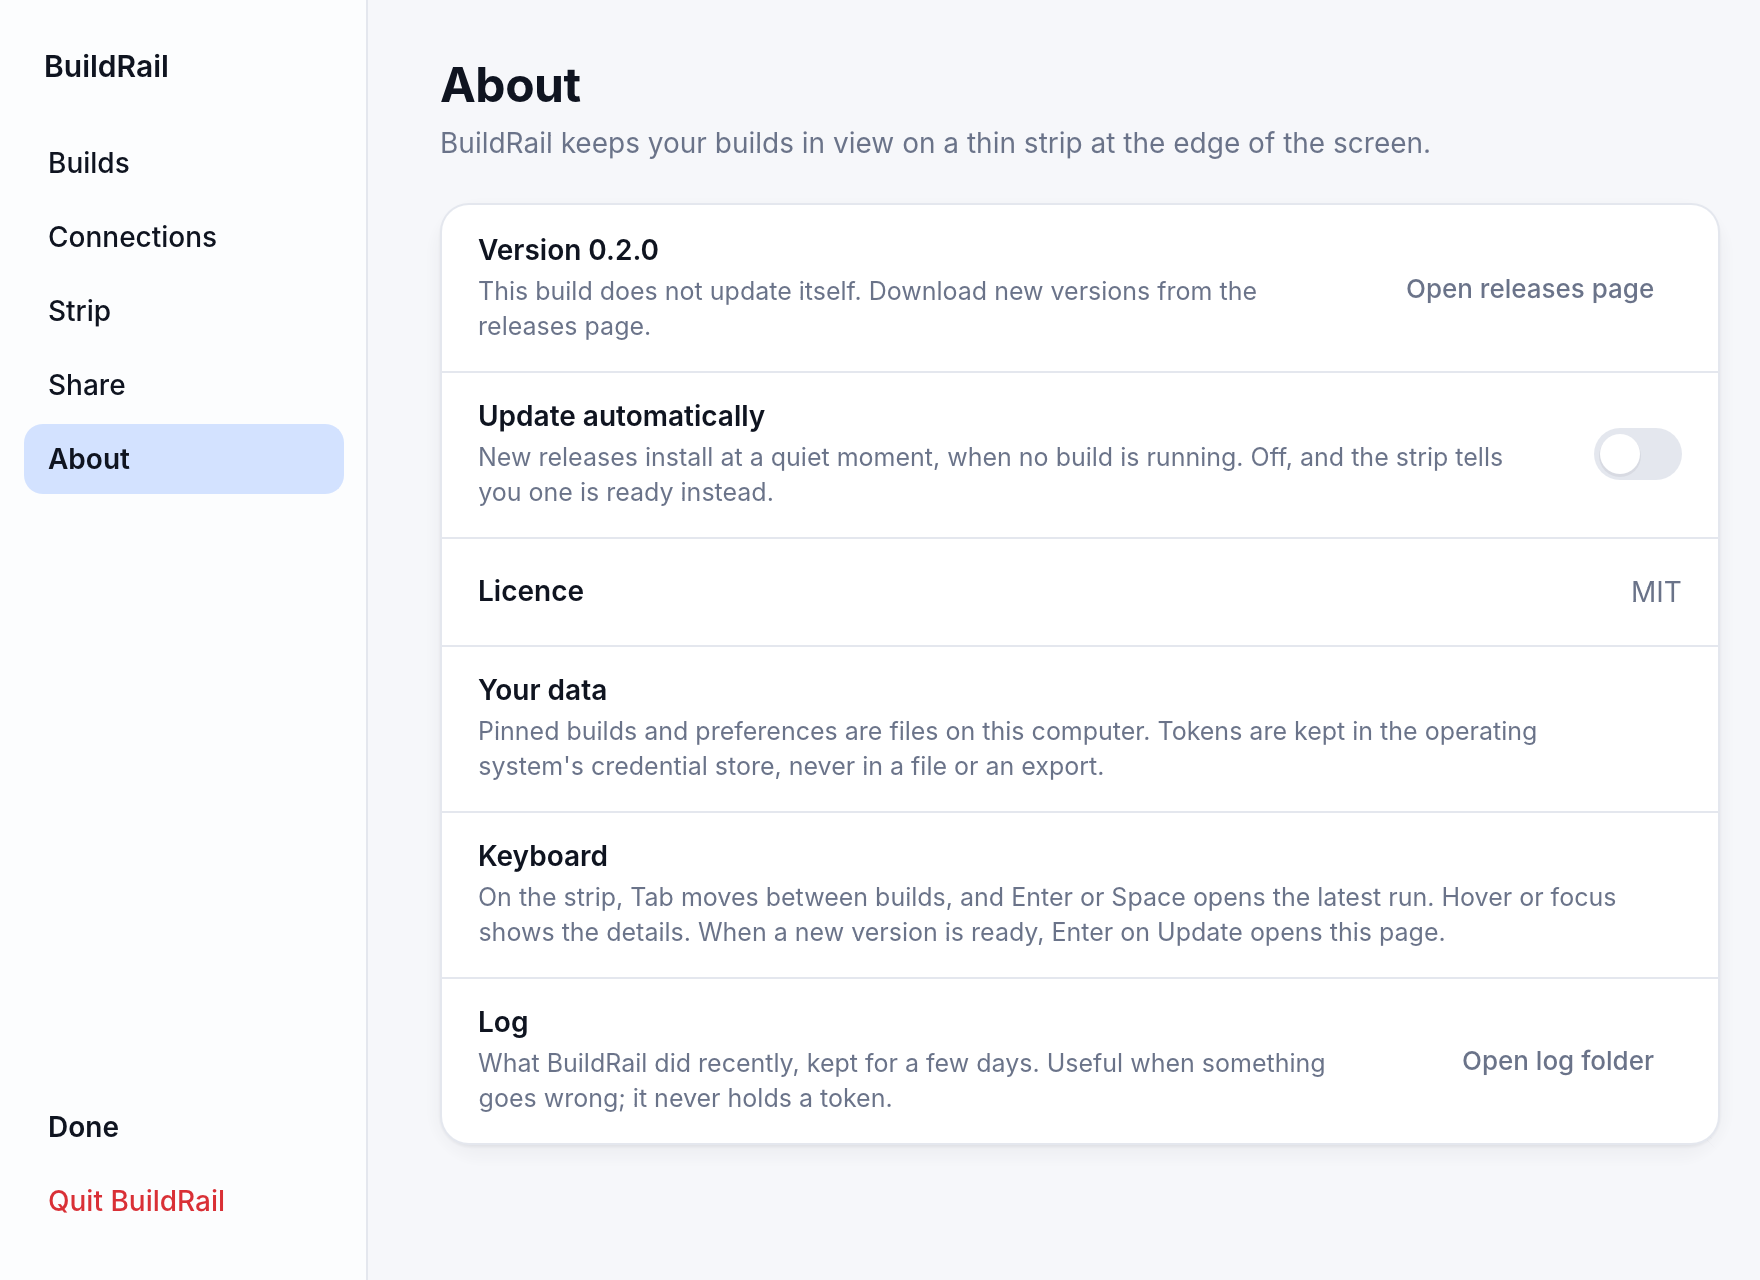 BuildRail
Builds
Connections
Strip
Share
About
Done
Quit BuildRail
About
BuildRail keeps your builds in view on a thin strip at the edge of the screen.
Version 0.2.0
This build does not update itself. Download new versions from the
releases page.
Open releases page
Update automatically
New releases install at a quiet moment, when no build is running. Off, and the strip tells
you one is ready instead.
Licence
MIT
Your data
Pinned builds and preferences are files on this computer. Tokens are kept in the operating
system's credential store, never in a file or an export.
Keyboard
On the strip, Tab moves between builds, and Enter or Space opens the latest run. Hover or focus
shows the details. When a new version is ready, Enter on Update opens this page.
Log
What BuildRail did recently, kept for a few days. Useful when something
goes wrong; it never holds a token.
Open log folder